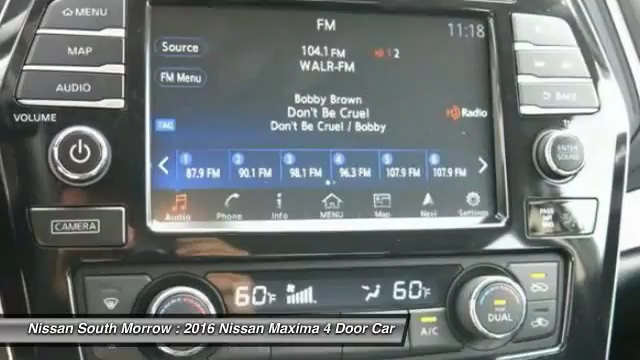 MENU
FM
11:18
Source
104.1 FM
2
MAP
WALR-FM
FM Menu
BACK
AUDIO
Bobby Brown
Don't Be Cruel
Radio
VOLUME
TAG
Don't Be Cruel / Bobby
ENTER
SOUND
1 2 3 4 5 6
87.9 FM 90.1 FM 98.1 FM 96.3 FM 107.9 FM 107.9 FM
Audio Phone Info MENU Map Navi Settings
CAMERA
PASS
60°F 60°F
DUAL
A/C
Nissan South Morrow : 2016 Nissan Maxima 4 Door Car